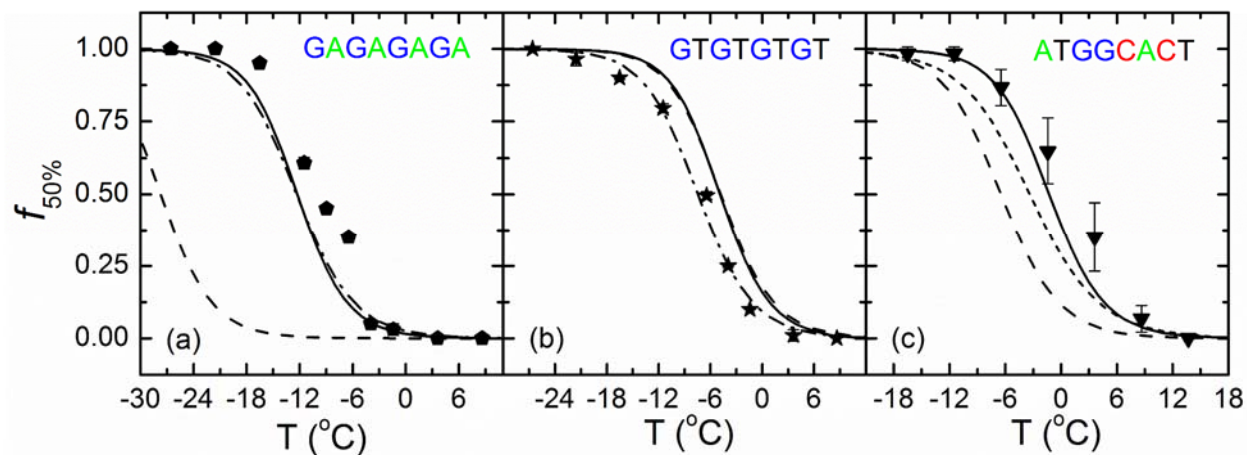 GAGAGAGA
GTGTGTGT
ATGGCACT
f50%
1.00
0.75
0.50
0.25
0.00
(a)
(b)
(c)
-30 -24 -18 -12 -6 0 6
-24 -18 -12 -6 0 6
-18 -12 -6 0 6 12 18
T (°C)
T (°C)
T (°C)